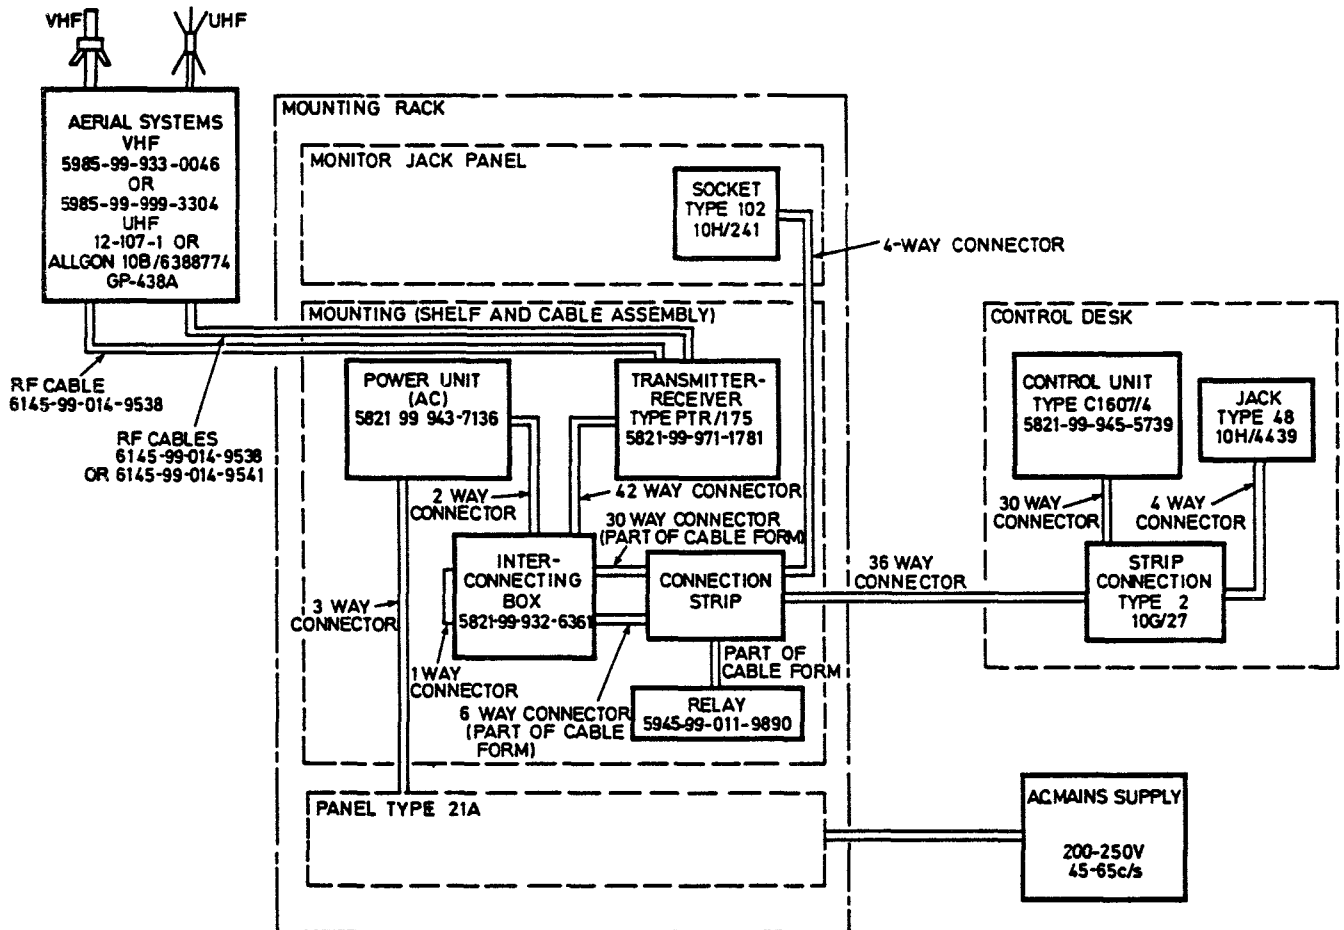 VHF
UHF
AERIAL SYSTEMS
VHF
5985-99-933-0046
OR
5985-99-999-3304
UHF
12-107-1 OR
ALLGON 10B/6388774
GP-438A
RF CABLE
6145-99-014-9538
RF CABLES
6145-99-014-9538
OR 6145-99-014-9541
MOUNTING RACK
MONITOR JACK PANEL
SOCKET
TYPE 102
10H/241
4-WAY CONNECTOR
MOUNTING (SHELF AND CABLE ASSEMBLY)
POWER UNIT
(AC)
5821 99 943-7136
TRANSMITTER-
RECEIVER
TYPE PTR/175
5821-99-971-1781
2 WAY
CONNECTOR
42 WAY CONNECTOR
30 WAY CONNECTOR
(PART OF CABLE FORM)
INTER-
CONNECTING
BOX
5821-99-932-6361
CONNECTION
STRIP
3 WAY
CONNECTOR
1 WAY
CONNECTOR
6 WAY CONNECTOR
(PART OF CABLE
FORM)
PART OF
CABLE FORM
RELAY
5945-99-011-9890
36 WAY
CONNECTOR
CONTROL DESK
CONTROL UNIT
TYPE C1607/4
5821-99-945-5739
JACK
TYPE 48
10H/4439
30 WAY
CONNECTOR
4 WAY
CONNECTOR
STRIP
CONNECTION
TYPE 2
10G/27
PANEL TYPE 21A
AC.MAINS SUPPLY
200-250V
45-65c/s